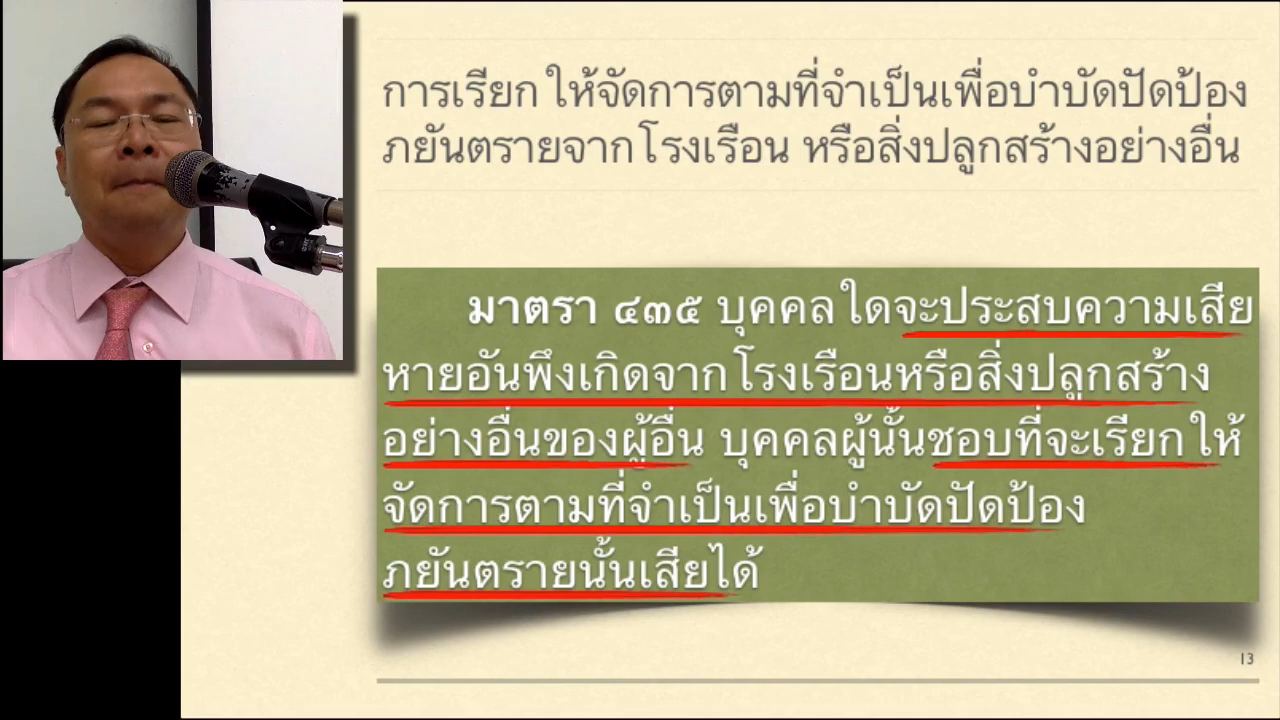 การเรียก ให้จัดการตามที่จำเป็นเพื่อบำบัดปัดป้อง
ภยันตรายจากโรงเรือน หรือสิ่งปลูกสร้างอย่างอื่น
มาตรา ๔๓๕ บุคคลใดจะประสบความเสีย
หายอันพึงเกิดจากโรงเรือนหรือสิ่งปลูกสร้าง
อย่างอื่นของผู้อื่น บุคคลผู้นั้นชอบที่จะเรียกให้
จัดการตามที่จำเป็นเพื่อบำบัดปัดป้อง
ภยันตรายนั้นเสียได้
13